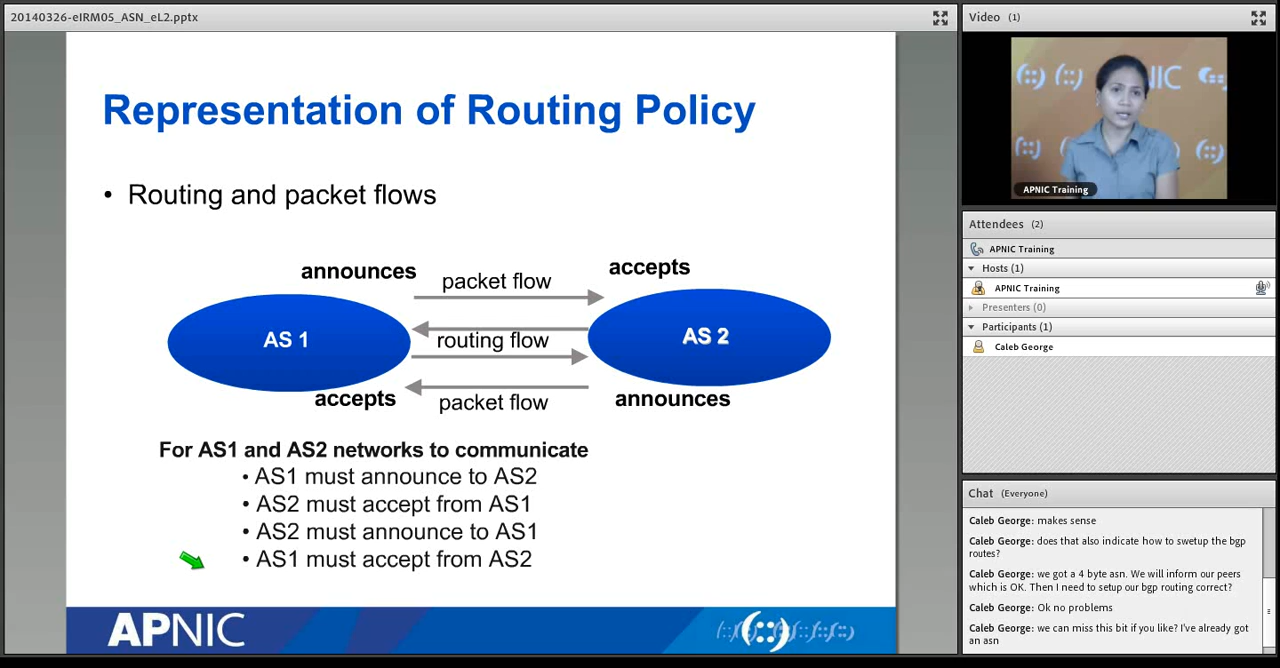 20140326-eIRM05_ASN_eL2.pptx
Representation of Routing Policy
• Routing and packet flows
announces
packet flow
accepts
AS 1
routing flow
AS 2
accepts
packet flow
announces
For AS1 and AS2 networks to communicate
• AS1 must announce to AS2
• AS2 must accept from AS1
• AS2 must announce to AS1
• AS1 must accept from AS2
APNIC
Video (1)
NIC
APNIC Training
Attendees (2)
APNIC Training
Hosts (1)
APNIC Training
Presenters (0)
Participants (1)
Caleb George
Chat (Everyone)
Caleb George: makes sense
Caleb George: does that also indicate how to swetup the bgp
routes?
Caleb George: we got a 4 byte asn. We will inform our peers
which is OK. Then I need to setup our bgp routing correct?
Caleb George: Ok no problems
Caleb George: we can miss this bit if you like? I've already got
an asn